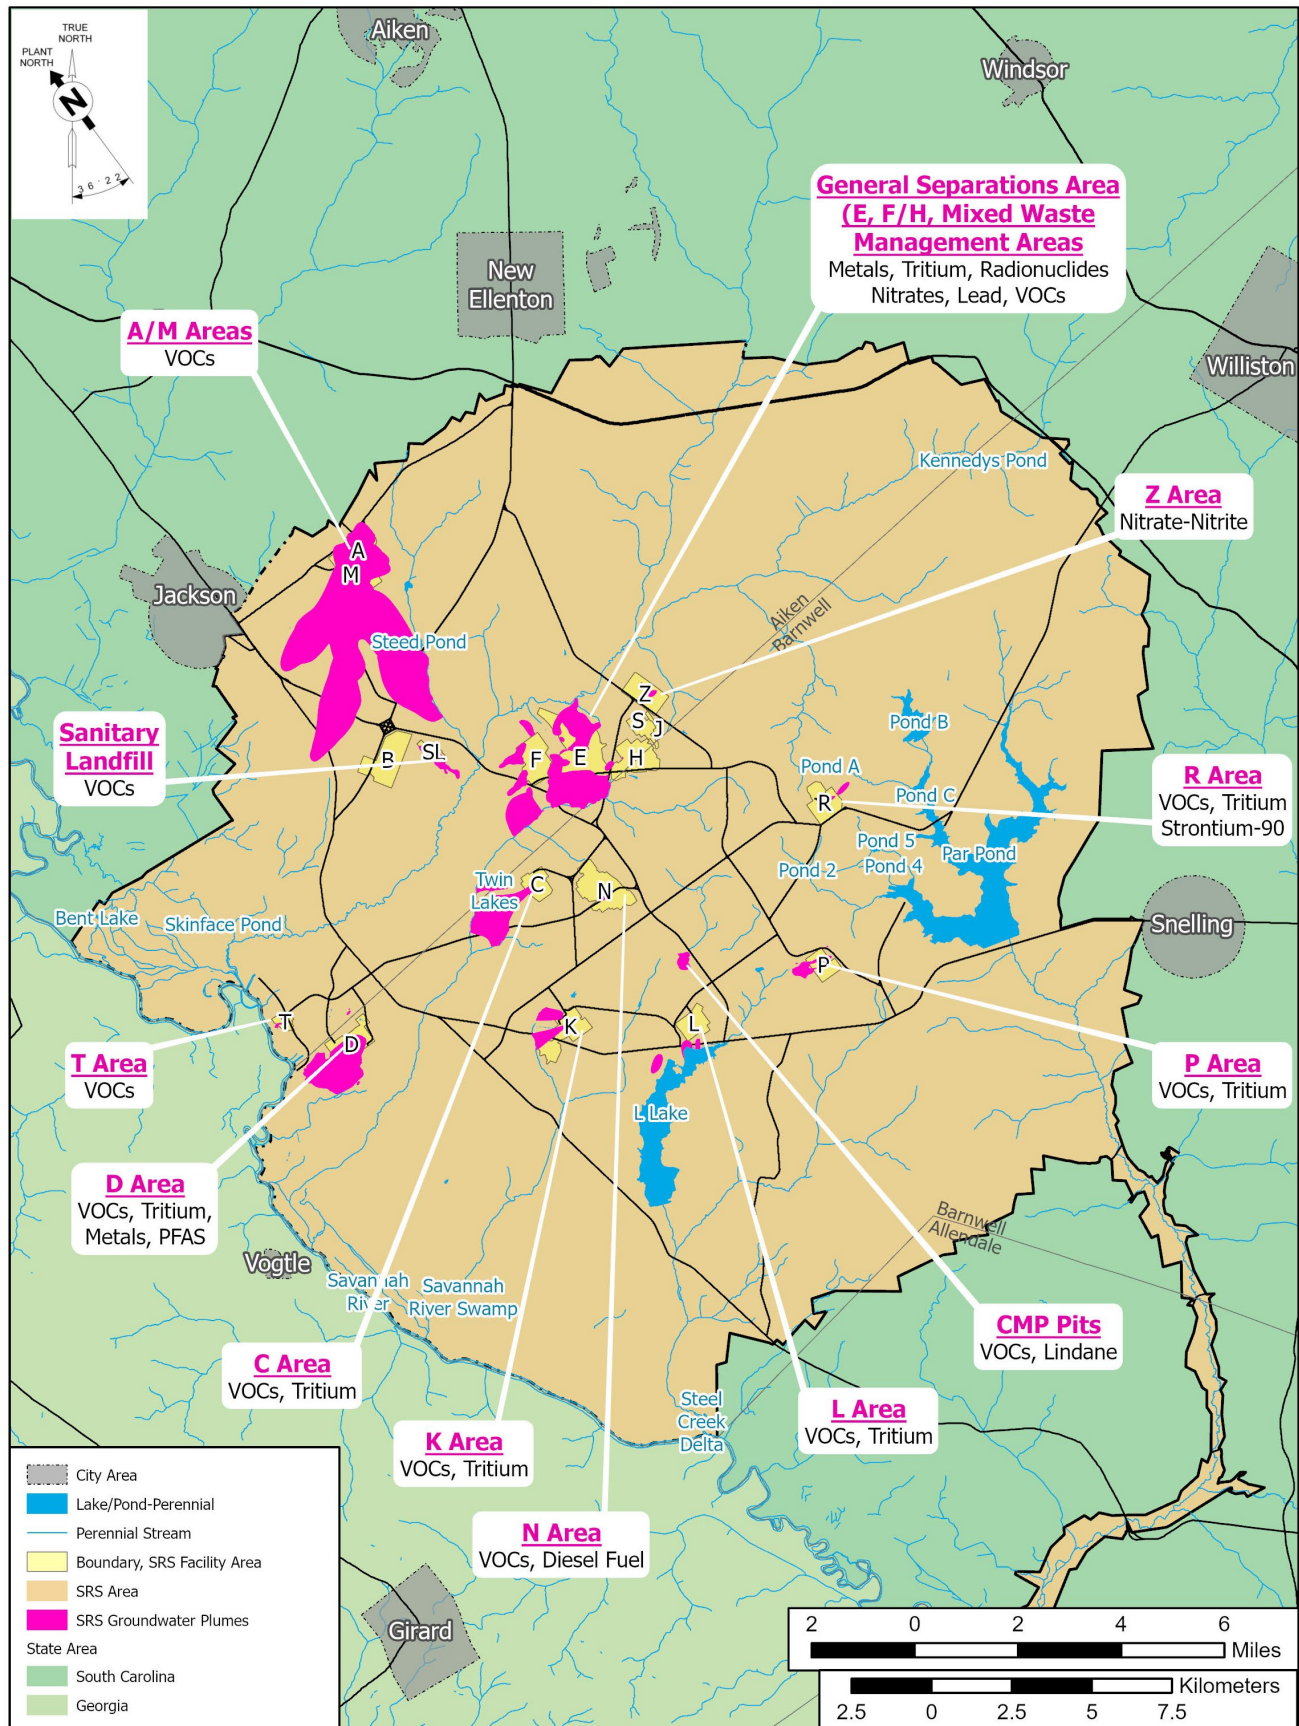 TRUE
NORTH
PLANT
NORTH
N
36°22'
Aiken
Windsor
General Separations Area
(E, F/H, Mixed Waste
Management Areas
Metals, Tritium, Radionuclides
Nitrates, Lead, VOCs
New
Ellenton
A/M Areas
VOCs
Williston
Kennedys Pond
Z Area
Nitrate-Nitrite
A
M
Jackson
Steed Pond
Aiken
Barnwell
Z
S
J
Pond B
Sanitary
Landfill
VOCs
B
SL
F
E
H
Pond A
Pond C
R
R Area
VOCs, Tritium
Strontium-90
Pond 5
Pond 4
Par Pond
Pond 2
Twin
Lakes
C
N
Bent Lake
Skinface Pond
Snelling
P
T
D
K
L
T Area
VOCs
P Area
VOCs, Tritium
L Lake
D Area
VOCs, Tritium,
Metals, PFAS
Barnwell
Allendale
Vogtle
Savannah
River
Savannah
River Swamp
CMP Pits
VOCs, Lindane
C Area
VOCs, Tritium
Steel
Creek
Delta
L Area
VOCs, Tritium
K Area
VOCs, Tritium
N Area
VOCs, Diesel Fuel
Girard
City Area
Lake/Pond-Perennial
Perennial Stream
Boundary, SRS Facility Area
SRS Area
SRS Groundwater Plumes
State Area
South Carolina
Georgia
2 0 2 4 6
Miles
Kilometers
2.5 0 2.5 5 7.5